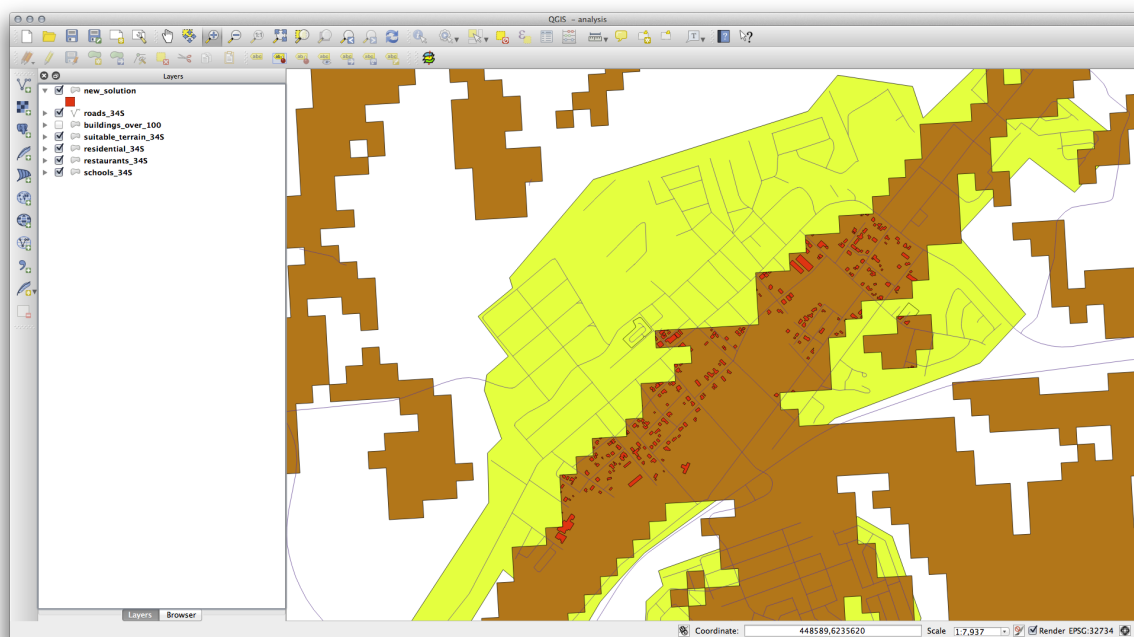 QGIS - analysis
Layers
new_solution
roads_34S
buildings_over_100
suitable_terrain_34S
residential_34S
restaurants_34S
schools_34S
Layers Browser
Coordinate: 448589,6235620 Scale 1:7,937 Render EPSG:32734